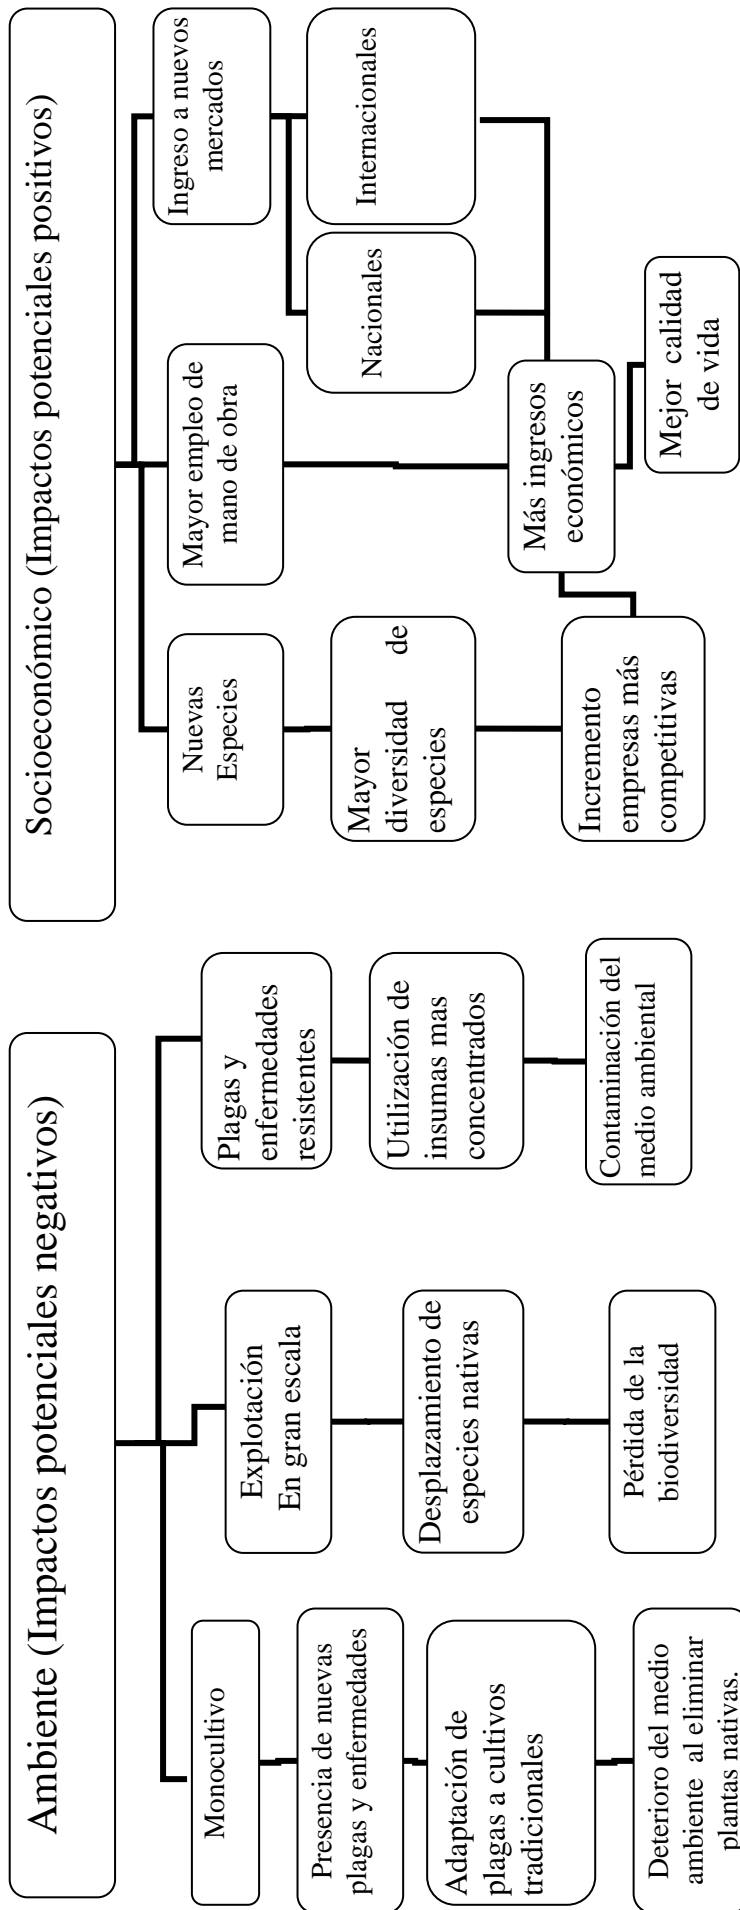 Ambiente (Impactos potenciales negativos)
Monocultivo
Presencia de nuevas
plagas y enfermedades
Adaptación de
plagas a cultivos
tradicionales
Deterioro del medio
ambiente al eliminar
plantas nativas.
Explotación
En gran escala
Desplazamiento de
especies nativas
Pérdida de la
biodiversidad
Plagas y
enfermedades
resistentes
Utilización de
insumas mas
concentrados
Contaminación del
medio ambiental
Socioeconómico (Impactos potenciales positivos)
Nuevas
Especies
Mayor
diversidad de
especies
Incremento
empresas más
competitivas
Mayor empleo de
mano de obra
Más ingresos
económicos
Mejor calidad
de vida
Ingreso a nuevos
mercados
Nacionales
Internacionales